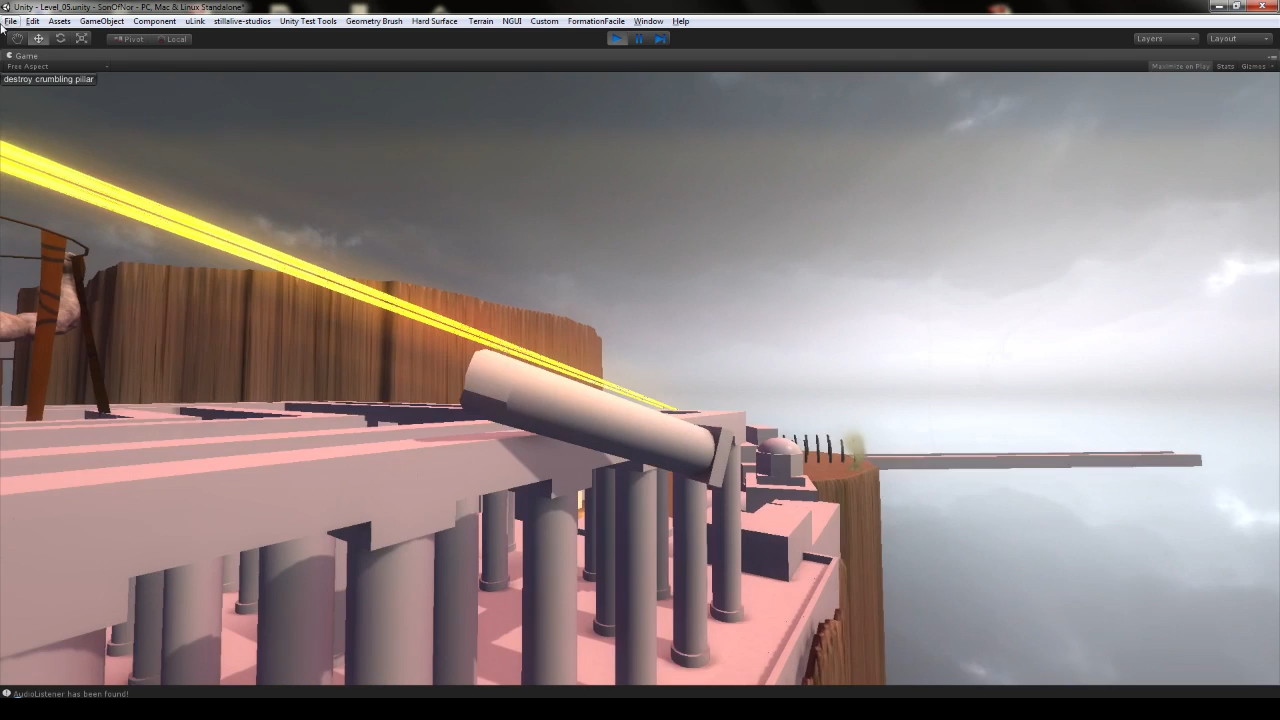 Unity - Level_05.unity - SonOfNor - PC, Mac & Linux Standalone*
File Edit Assets GameObject Component uLink stillalive-studios Unity Test Tools Geometry Brush Hard Surface Terrain NGUI Custom FormationFacile Window Help
Pivot Local Layers Layout
Game
Free Aspect Maximize on Play Stats Gizmos
destroy crumbling pillar
AudioListener has been found!